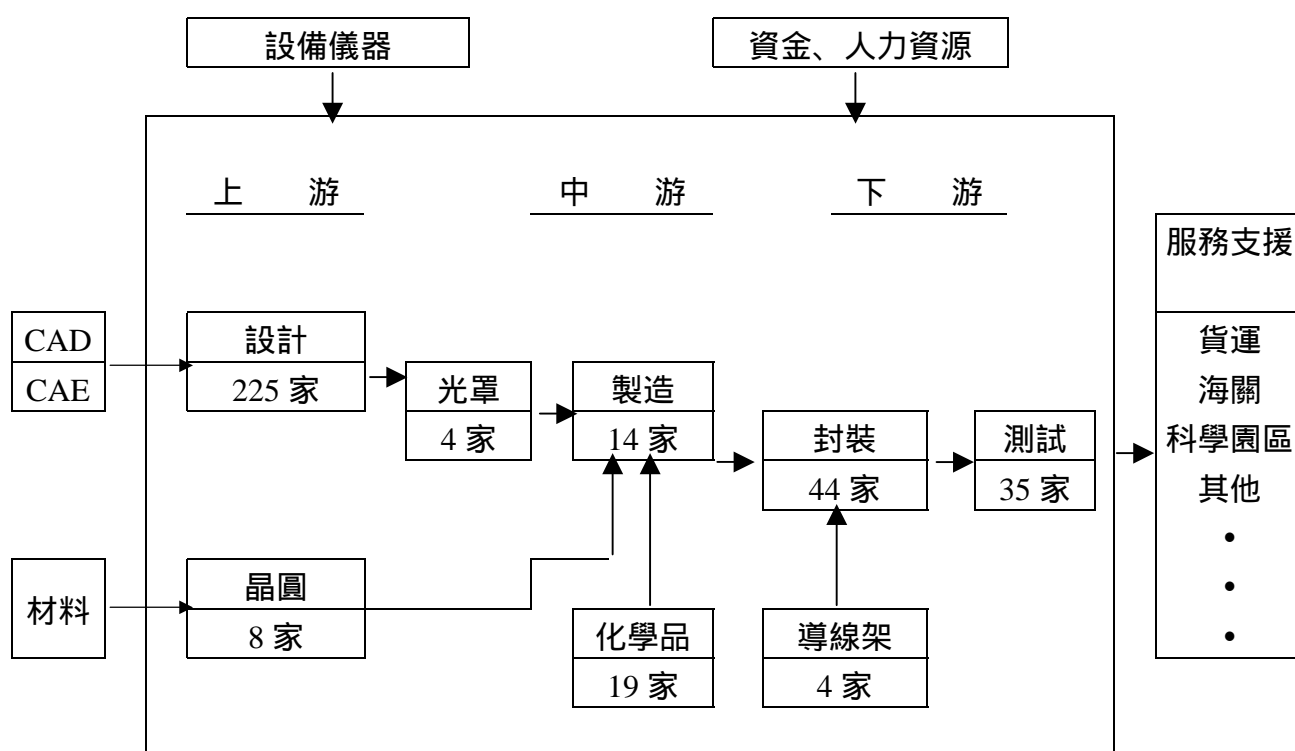 設備儀器
資金、人力資源
上 游
中 游
下 游
服務支援
CAD
CAE
設計
225 家
光罩
4 家
製造
14 家
封裝
44 家
測試
35 家
貨運
海關
科學園區
其他
•
•
•
材料
晶圓
8 家
化學品
19 家
導線架
4 家